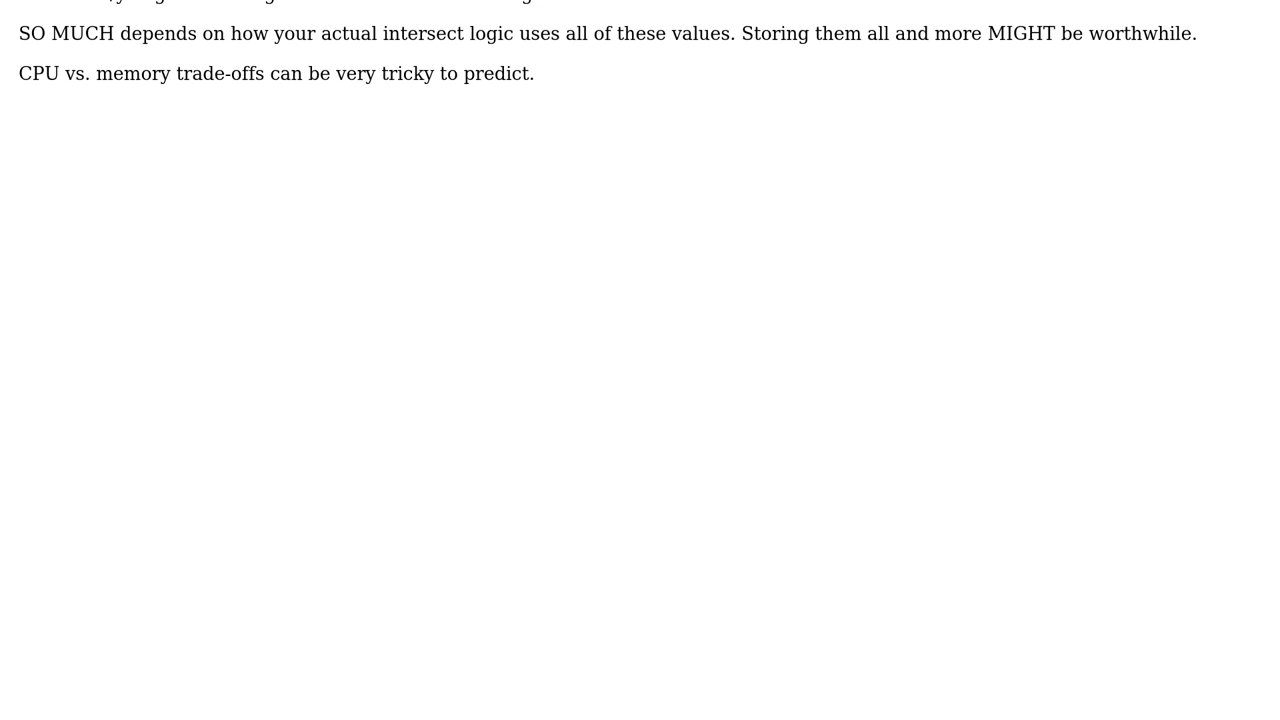 SO MUCH depends on how your actual intersect logic uses all of these values. Storing them all and more MIGHT be worthwhile.
CPU vs. memory trade-offs can be very tricky to predict.